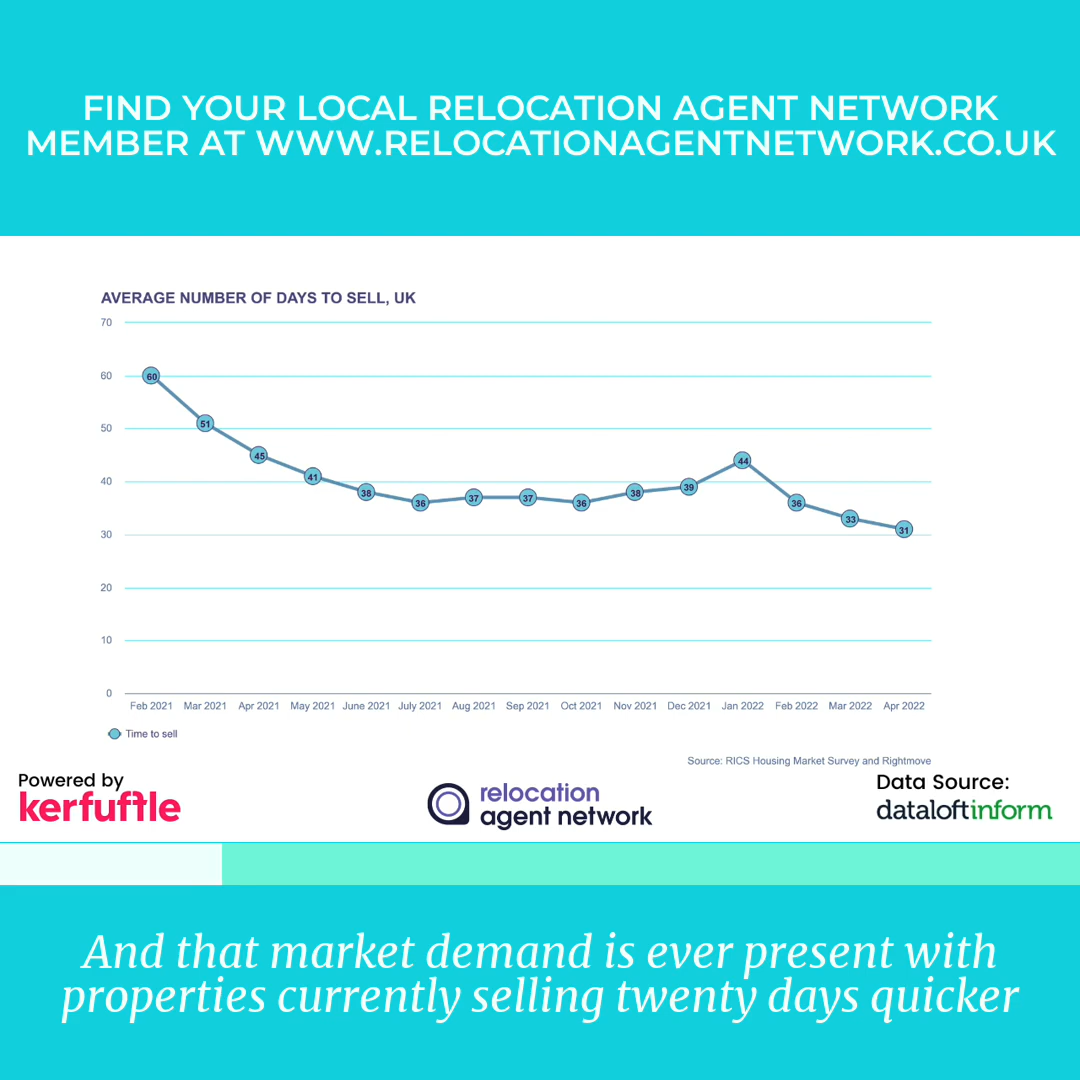 FIND YOUR LOCAL RELOCATION AGENT NETWORK
MEMBER AT WWW.RELOCATIONAGENTNETWORK.CO.UK
AVERAGE NUMBER OF DAYS TO SELL, UK
70
60
50
40
30
20
10
0
60
51
45
41
38
36
37
37
36
38
39
44
36
33
31
Feb 2021 Mar 2021 Apr 2021 May 2021 June 2021 July 2021 Aug 2021 Sep 2021 Oct 2021 Nov 2021 Dec 2021 Jan 2022 Feb 2022 Mar 2022 Apr 2022
Time to sell
Source: RICS Housing Market Survey and Rightmove
Powered by
kerfuffle
relocation
agent network
Data Source:
dataloftinform
And that market demand is ever present with
properties currently selling twenty days quicker